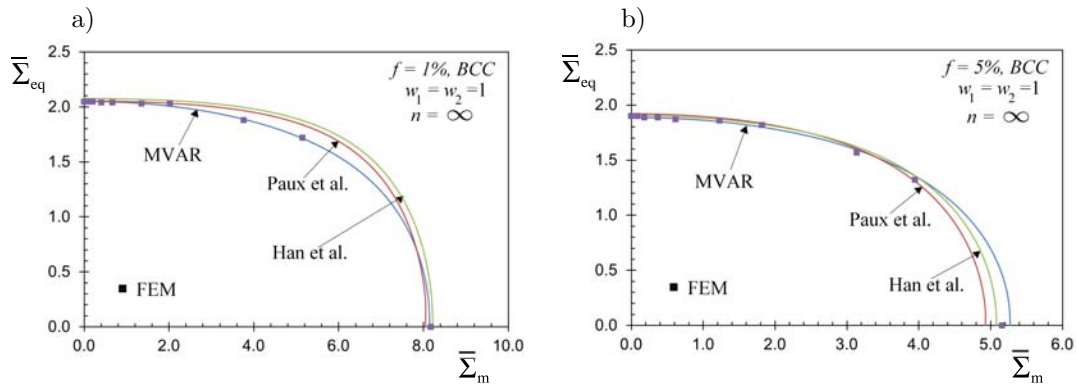 a)
2.5
2.0
1.5
1.0
0.5
0.0
Σ̅eq
f = 1%, BCC
w1 = w2 =1
n = ∞
MVAR
Paux et al.
Han et al.
FEM
0.0 2.0 4.0 6.0 8.0 10.0
Σ̅m
b)
2.5
2.0
1.5
1.0
0.5
0.0
Σ̅eq
f = 5%, BCC
w1 = w2 =1
n = ∞
MVAR
Paux et al.
Han et al.
FEM
0.0 1.0 2.0 3.0 4.0 5.0 6.0
Σ̅m